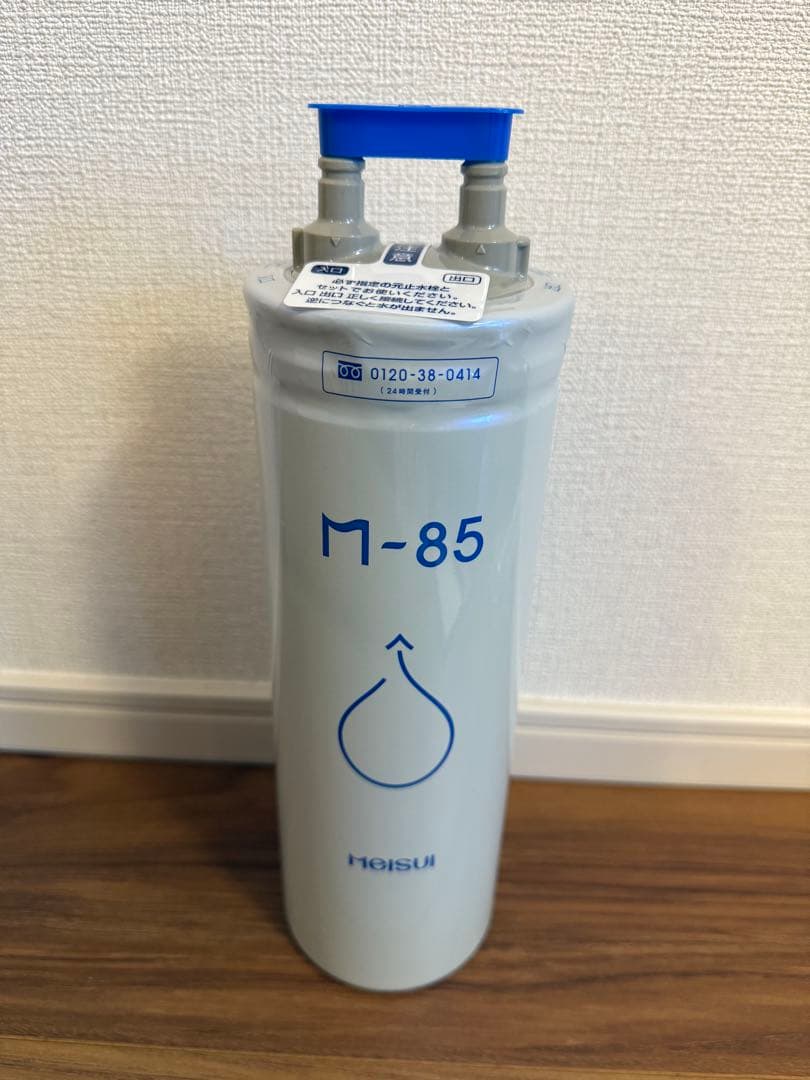 注意
入口 出口
必ず指定の元止水栓と
セットでお使いください。
入口 出口 正しく接続してください。
逆につなぐと水が出ません。
0120-38-0414
(24時間受付)
M-85
MEISUI